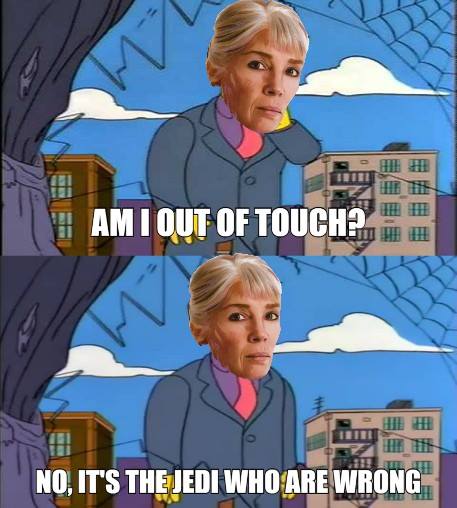 AM I OUT OF TOUCH?
NO, IT'S THE JEDI WHO ARE WRONG